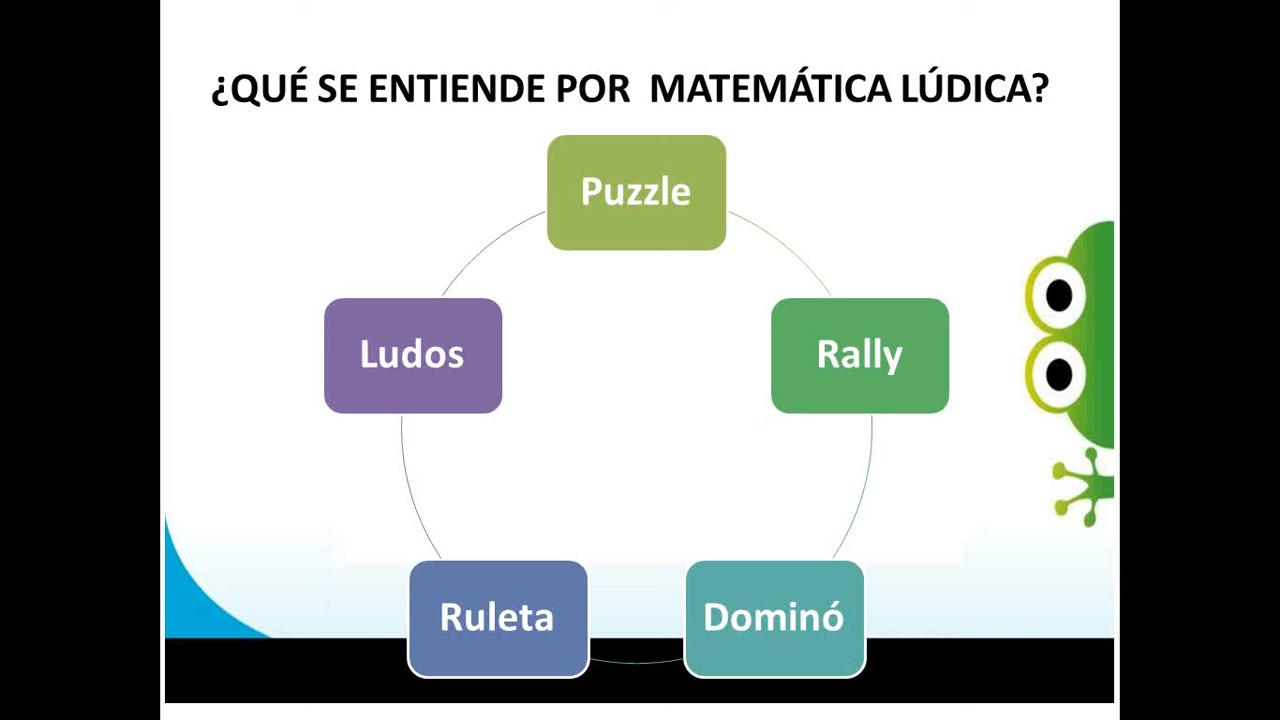 ¿QUÉ SE ENTIENDE POR MATEMÁTICA LÚDICA?
Puzzle
Ludos
Rally
Ruleta
Dominó